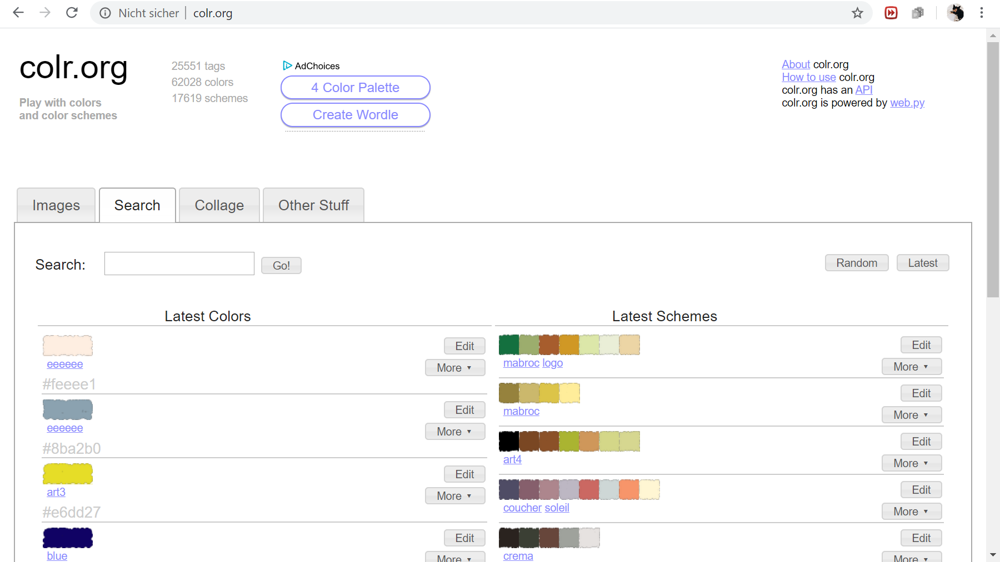 Nicht sicher colr.org
colr.org
Play with colors
and color schemes
25551 tags
62028 colors
17619 schemes
AdChoices
4 Color Palette
Create Wordle
About colr.org
How to use colr.org
colr.org has an API
colr.org is powered by web.py
Images Search Collage Other Stuff
Search: Go! Random Latest
Latest Colors
Edit
eeeeee More
#feeee1
Edit
eeeeee More
#8ba2b0
Edit
art3 More
#e6dd27
Edit
blue More
Latest Schemes
Edit
mabroc logo More
Edit
mabroc More
Edit
art4 More
Edit
coucher soleil More
Edit
crema More